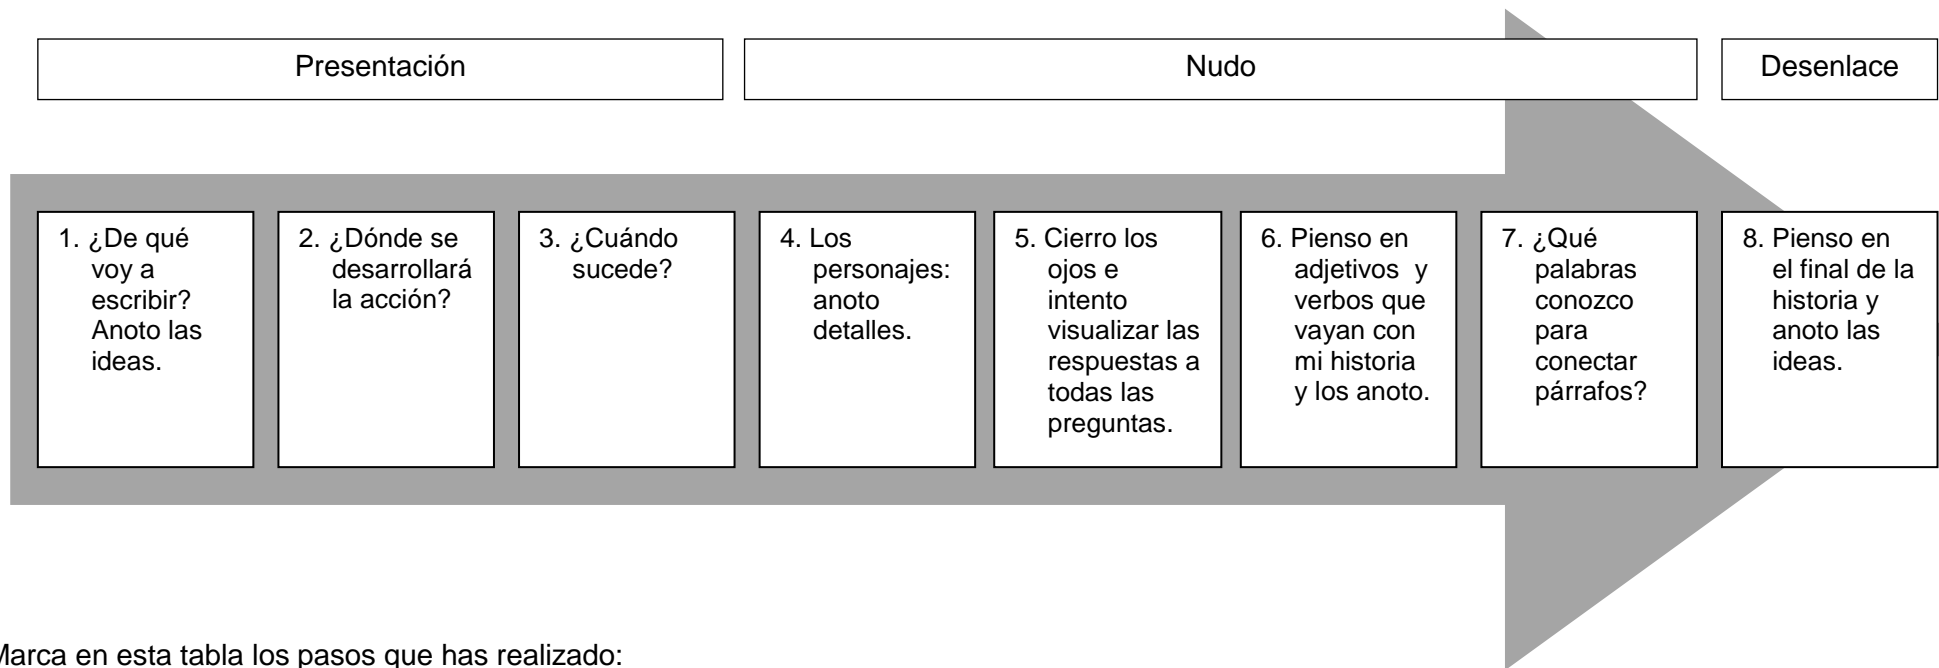 Presentación
Nudo
Desenlace
1. ¿De qué
voy a
escribir?
Anoto las
ideas.
2. ¿Dónde se
desarrollará
la acción?
3. ¿Cuándo
sucede?
4. Los
personajes:
anoto
detalles.
5. Cierro los
ojos e
intento
visualizar las
respuestas a
todas las
preguntas.
6. Pienso en
adjetivos y
verbos que
vayan con
mi historia
y los anoto.
7. ¿Qué
palabras
conozco
para
conectar
párrafos?
8. Pienso en
el final de la
historia y
anoto las
ideas.
Marca en esta tabla los pasos que has realizado: